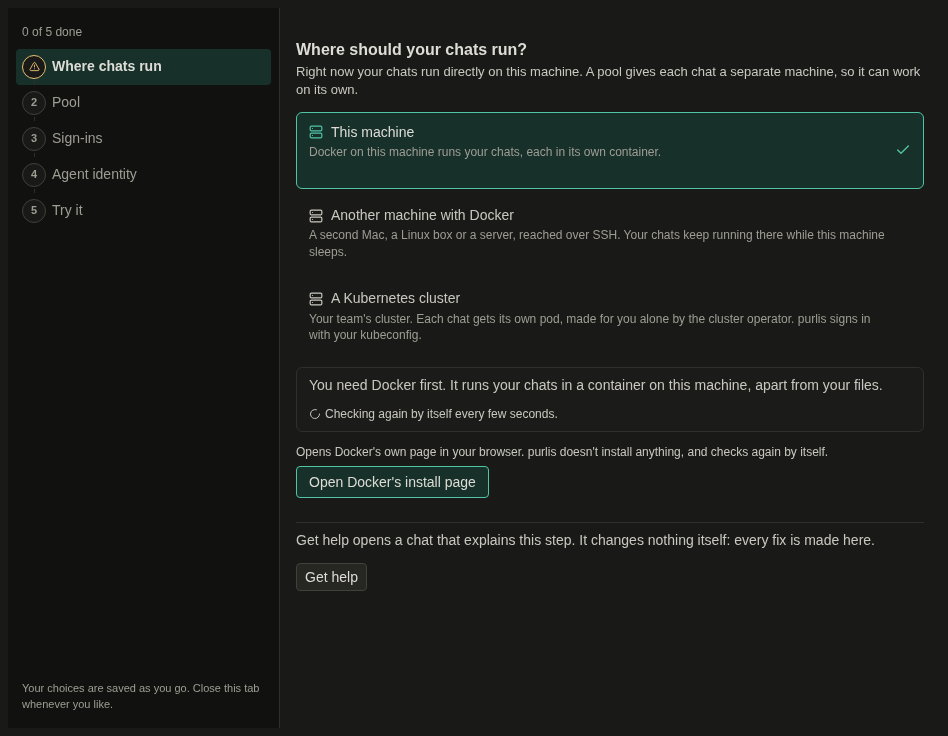 0 of 5 done
Where chats run
2 Pool
3 Sign-ins
4 Agent identity
5 Try it
Your choices are saved as you go. Close this tab
whenever you like.
Where should your chats run?
Right now your chats run directly on this machine. A pool gives each chat a separate machine, so it can work
on its own.
This machine
Docker on this machine runs your chats, each in its own container.
Another machine with Docker
A second Mac, a Linux box or a server, reached over SSH. Your chats keep running there while this machine
sleeps.
A Kubernetes cluster
Your team's cluster. Each chat gets its own pod, made for you alone by the cluster operator. purlis signs in
with your kubeconfig.
You need Docker first. It runs your chats in a container on this machine, apart from your files.
Checking again by itself every few seconds.
Opens Docker's own page in your browser. purlis doesn't install anything, and checks again by itself.
Open Docker's install page
Get help opens a chat that explains this step. It changes nothing itself: every fix is made here.
Get help